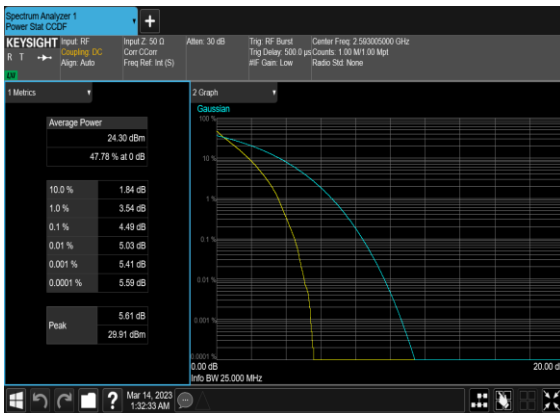 Spectrum Analyzer 1
Power Stat CCDF
+
KEYSIGHT
R T
LV
Input: RF
Coupling: DC
Align: Auto
Input Z: 50 Ω
Corr CCorr
Freq Ref: Int (S)
Atten: 30 dB
Trig: RF Burst
Trig Delay: 500.0 µs
#IF Gain: Low
Center Freq: 2.593005000 GHz
Counts: 1.00 M/1.00 Mpt
Radio Std: None
1 Metrics
Average Power
24.30 dBm
47.78 % at 0 dB
10.0 % 1.84 dB
1.0 % 3.54 dB
0.1 % 4.49 dB
0.01 % 5.03 dB
0.001 % 5.41 dB
0.0001 % 5.59 dB
Peak
5.61 dB
29.91 dBm
2 Graph
Gaussian
100 %
10 %
1 %
0.1 %
0.01 %
0.001 %
0.0001 %
0.00 dB
20.00 d
Info BW 25.000 MHz
?
Mar 14, 2023
1:32:33 AM